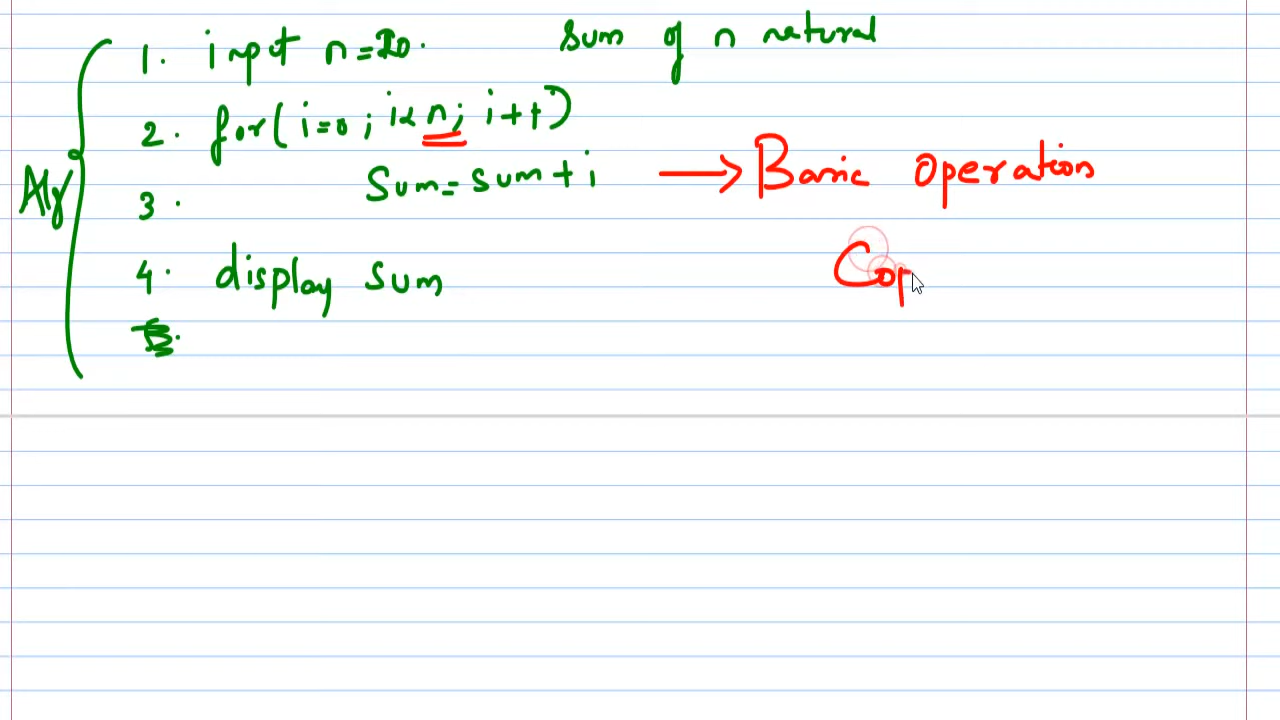 1. input n=20. sum of n natural
2. for(i=0; i<n; i++)
3. Sum=sum+i → Basic Operation
Alg
Cop
4. display sum